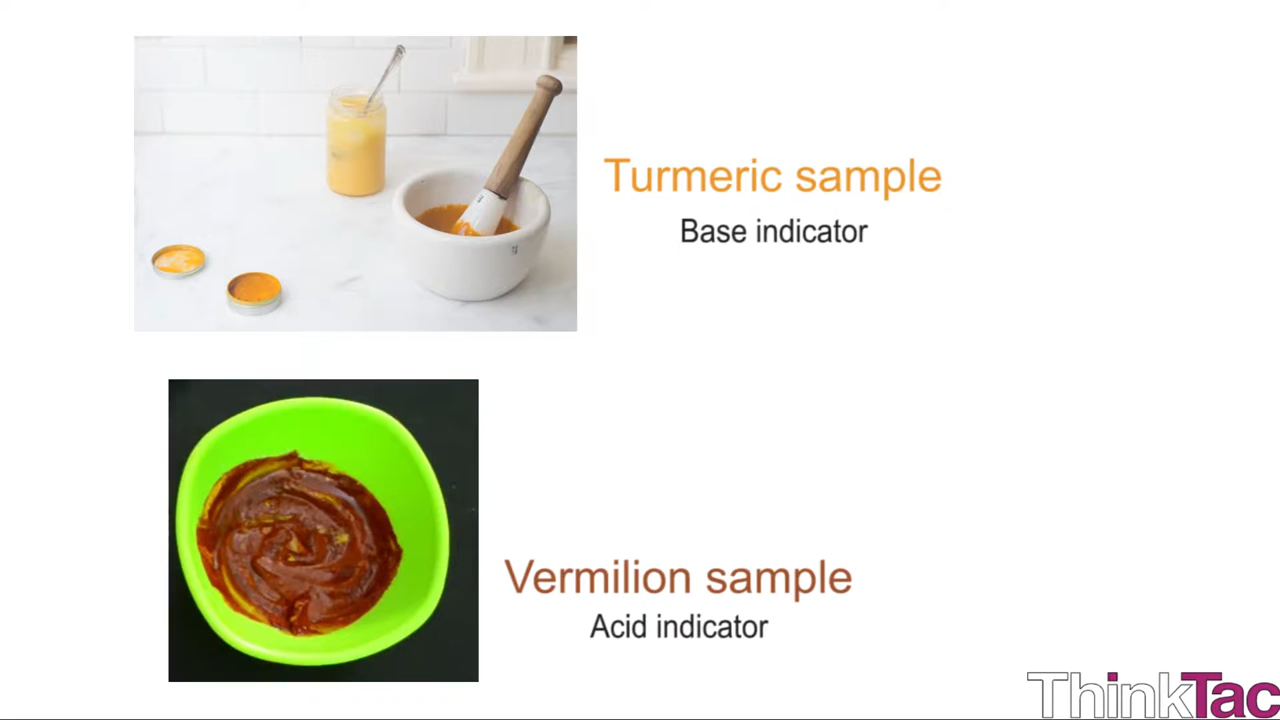 Turmeric sample
Base indicator
Vermilion sample
Acid indicator
ThinkTac